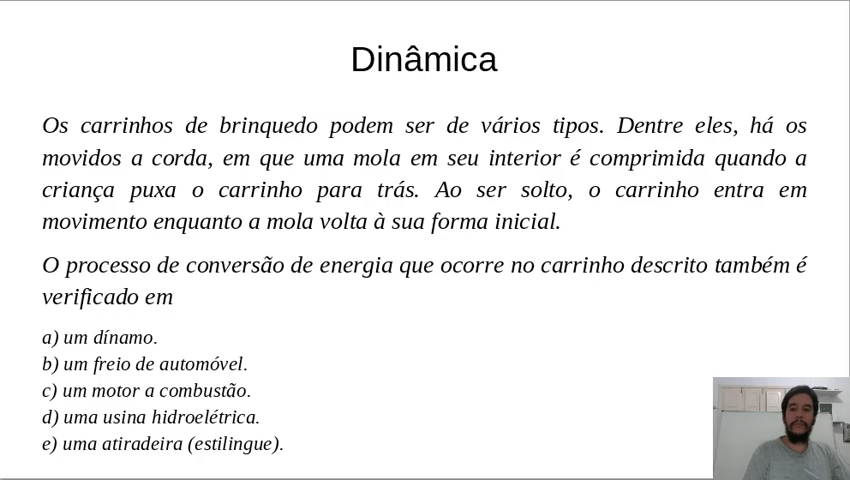 Dinâmica
Os carrinhos de brinquedo podem ser de vários tipos. Dentre eles, há os
movidos a corda, em que uma mola em seu interior é comprimida quando a
criança puxa o carrinho para trás. Ao ser solto, o carrinho entra em
movimento enquanto a mola volta à sua forma inicial.
O processo de conversão de energia que ocorre no carrinho descrito também é
verificado em
a) um dínamo.
b) um freio de automóvel.
c) um motor a combustão.
d) uma usina hidroelétrica.
e) uma atiradeira (estilingue).